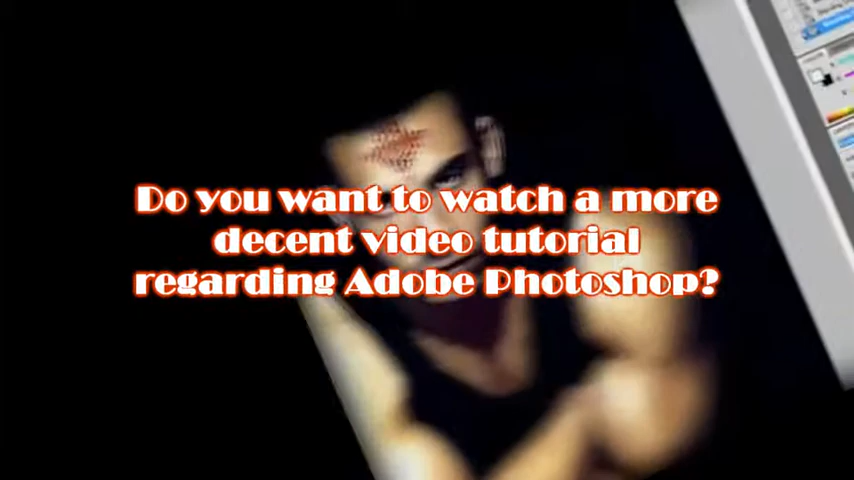 Do you want to watch a more
decent video tutorial
regarding Adobe Photoshop?